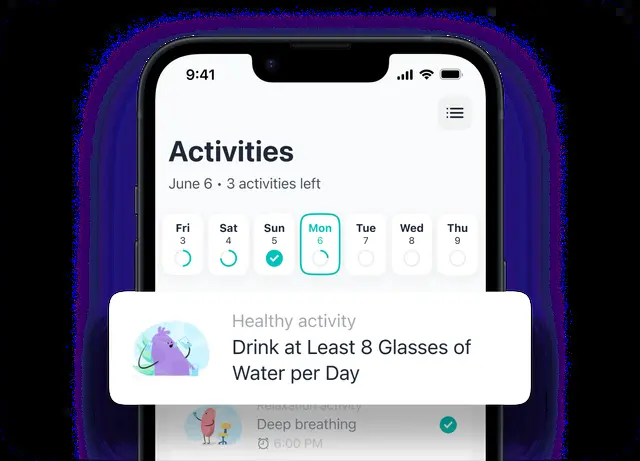 9:41
Activities
June 6 • 3 activities left
Fri Sat Sun Mon Tue Wed Thu
3 4 5 6 7 8 9
Healthy activity
Drink at Least 8 Glasses of
Water per Day
Relaxation activity
Deep breathing
6:00 PM